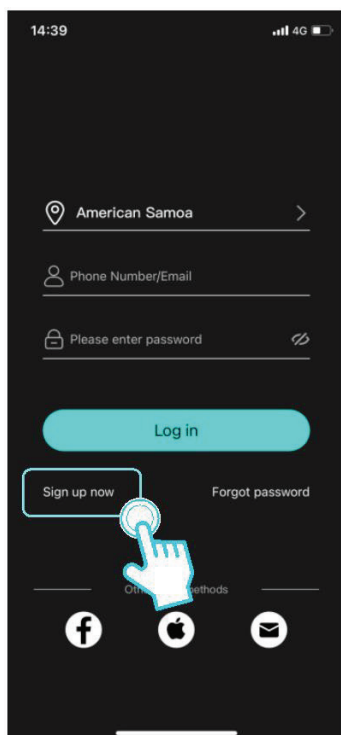 14:39 4G
American Samoa
Phone Number/Email
Please enter password
Log in
Sign up now Forgot password